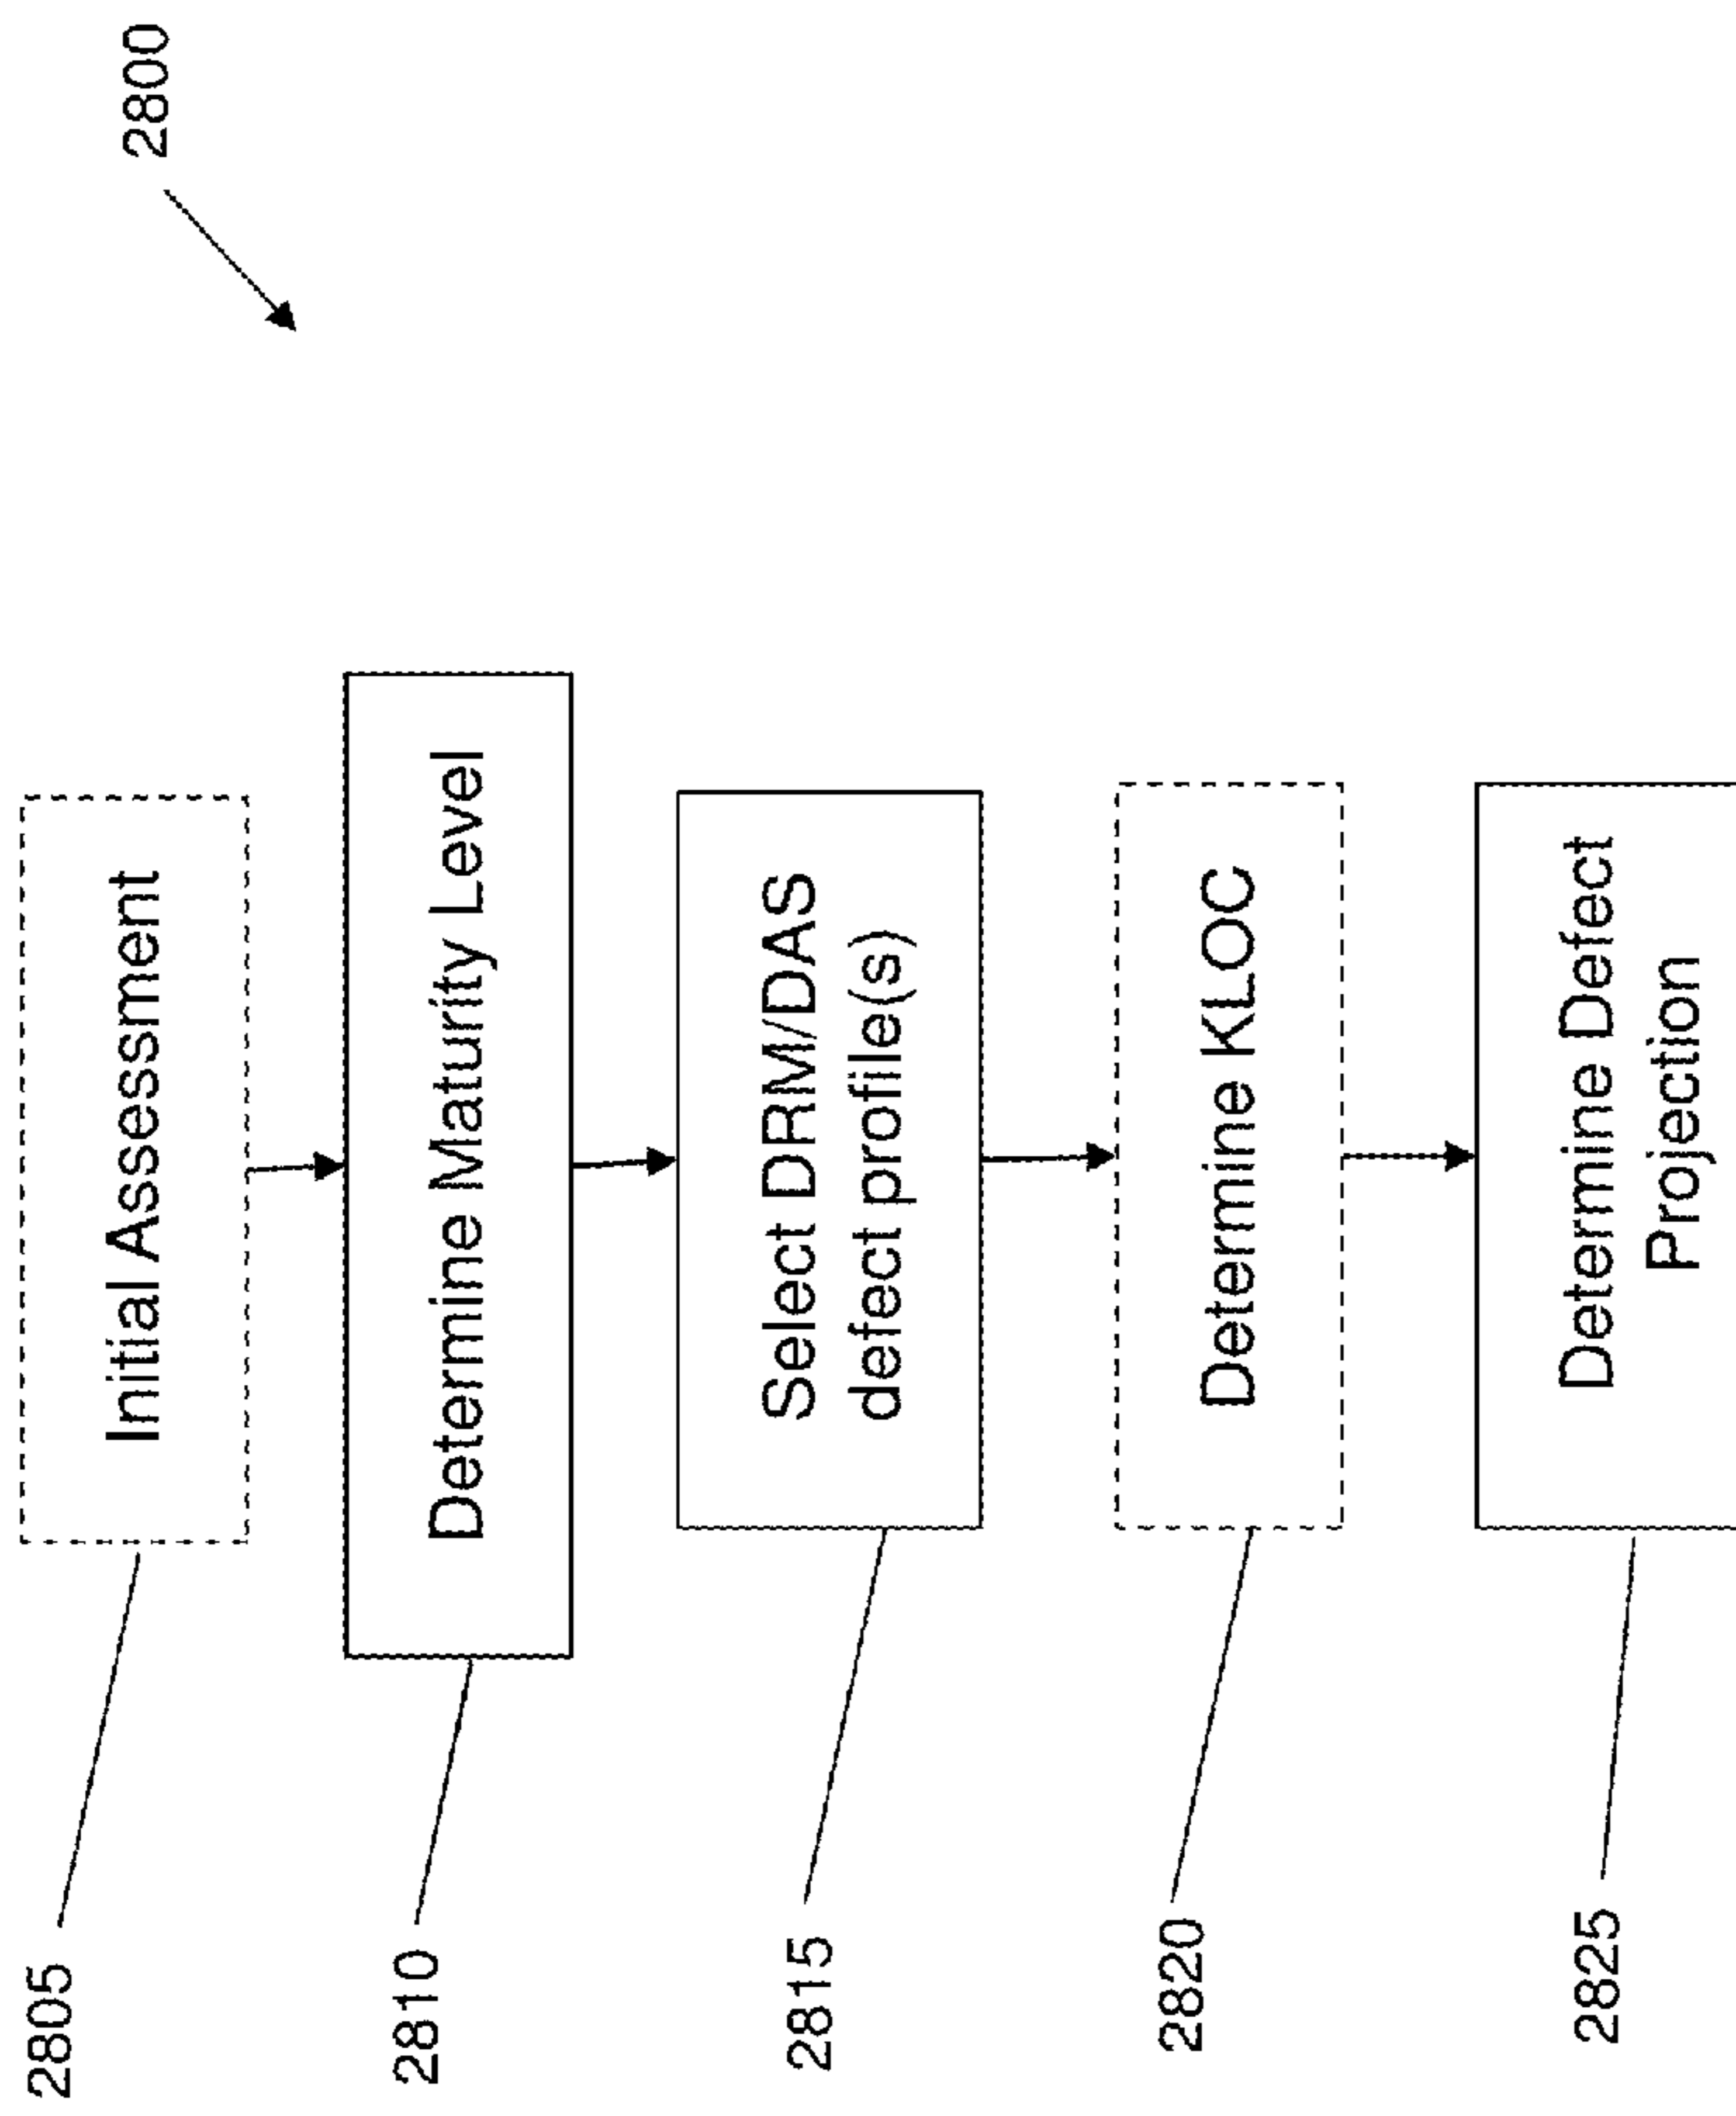 2800
2805
Initial Assessment
2810
Determine Maturity Level
2815
Select DRM/DAS
defect profile(s)
2820
Determine KLOC
2825
Determine Defect
Projection